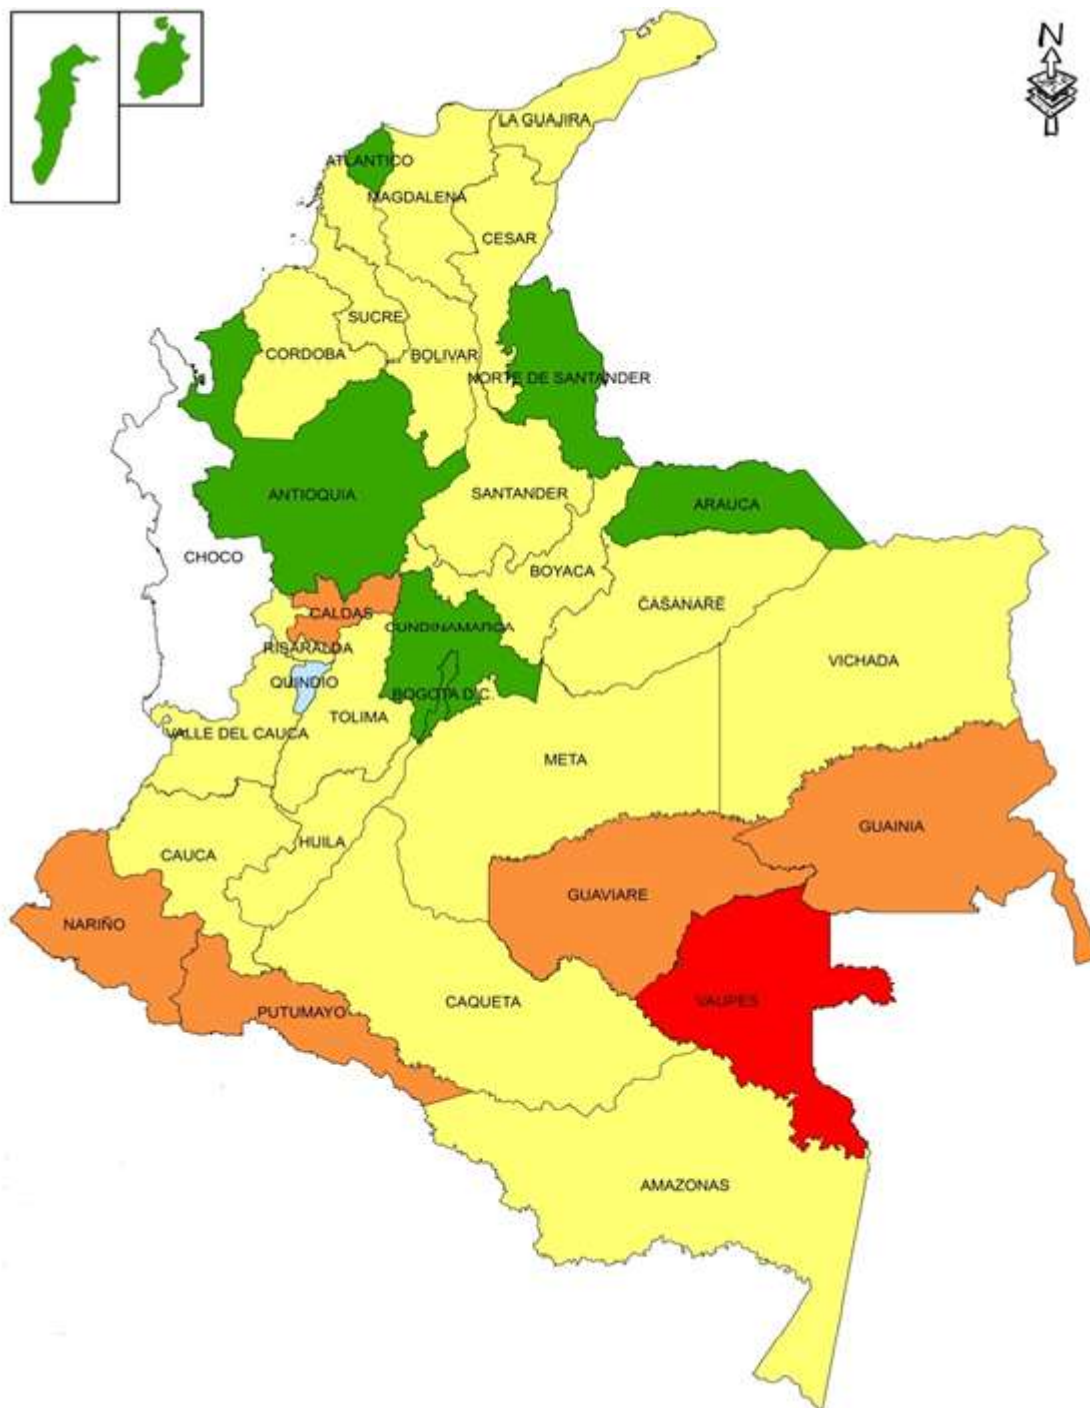 N
LA GUAJIRA
ATLANTICO
MAGDALENA
CESAR
SUCRE
CORDOBA
BOLIVAR
NORTE DE SANTANDER
ANTIOQUIA
SANTANDER
ARAUCA
CHOCO
BOYACA
CASANARE
CALDAS
CUNDINAMARCA
RISARALDA
VICHADA
QUINDIO
BOGOTA D.C.
TOLIMA
VALLE DEL CAUCA
META
GUAINIA
HUILA
CAUCA
GUAVIARE
NARIÑO
VAUPES
CAQUETA
PUTUMAYO
AMAZONAS